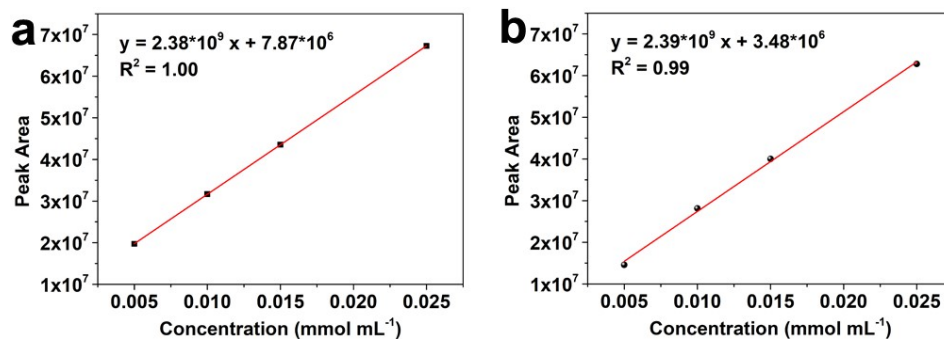 a
y = 2.38*10⁹ x + 7.87*10⁶
R² = 1.00
7x10⁷
6x10⁷
5x10⁷
4x10⁷
3x10⁷
2x10⁷
1x10⁷
Peak Area
0.005 0.010 0.015 0.020 0.025
Concentration (mmol mL⁻¹)
b
y = 2.39*10⁹ x + 3.48*10⁶
R² = 0.99
7x10⁷
6x10⁷
5x10⁷
4x10⁷
3x10⁷
2x10⁷
1x10⁷
Peak Area
0.005 0.010 0.015 0.020 0.025
Concentration (mmol mL⁻¹)